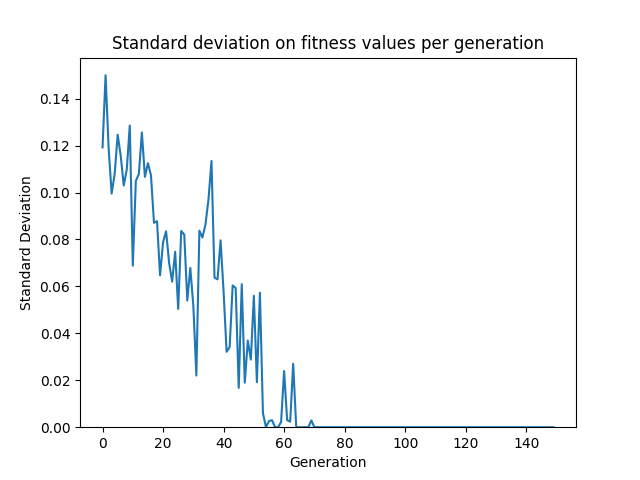 Standard deviation on fitness values per generation
0.14
0.12
0.10
0.08
0.06
0.04
0.02
0.00
Standard Deviation
0 20 40 60 80 100 120 140
Generation